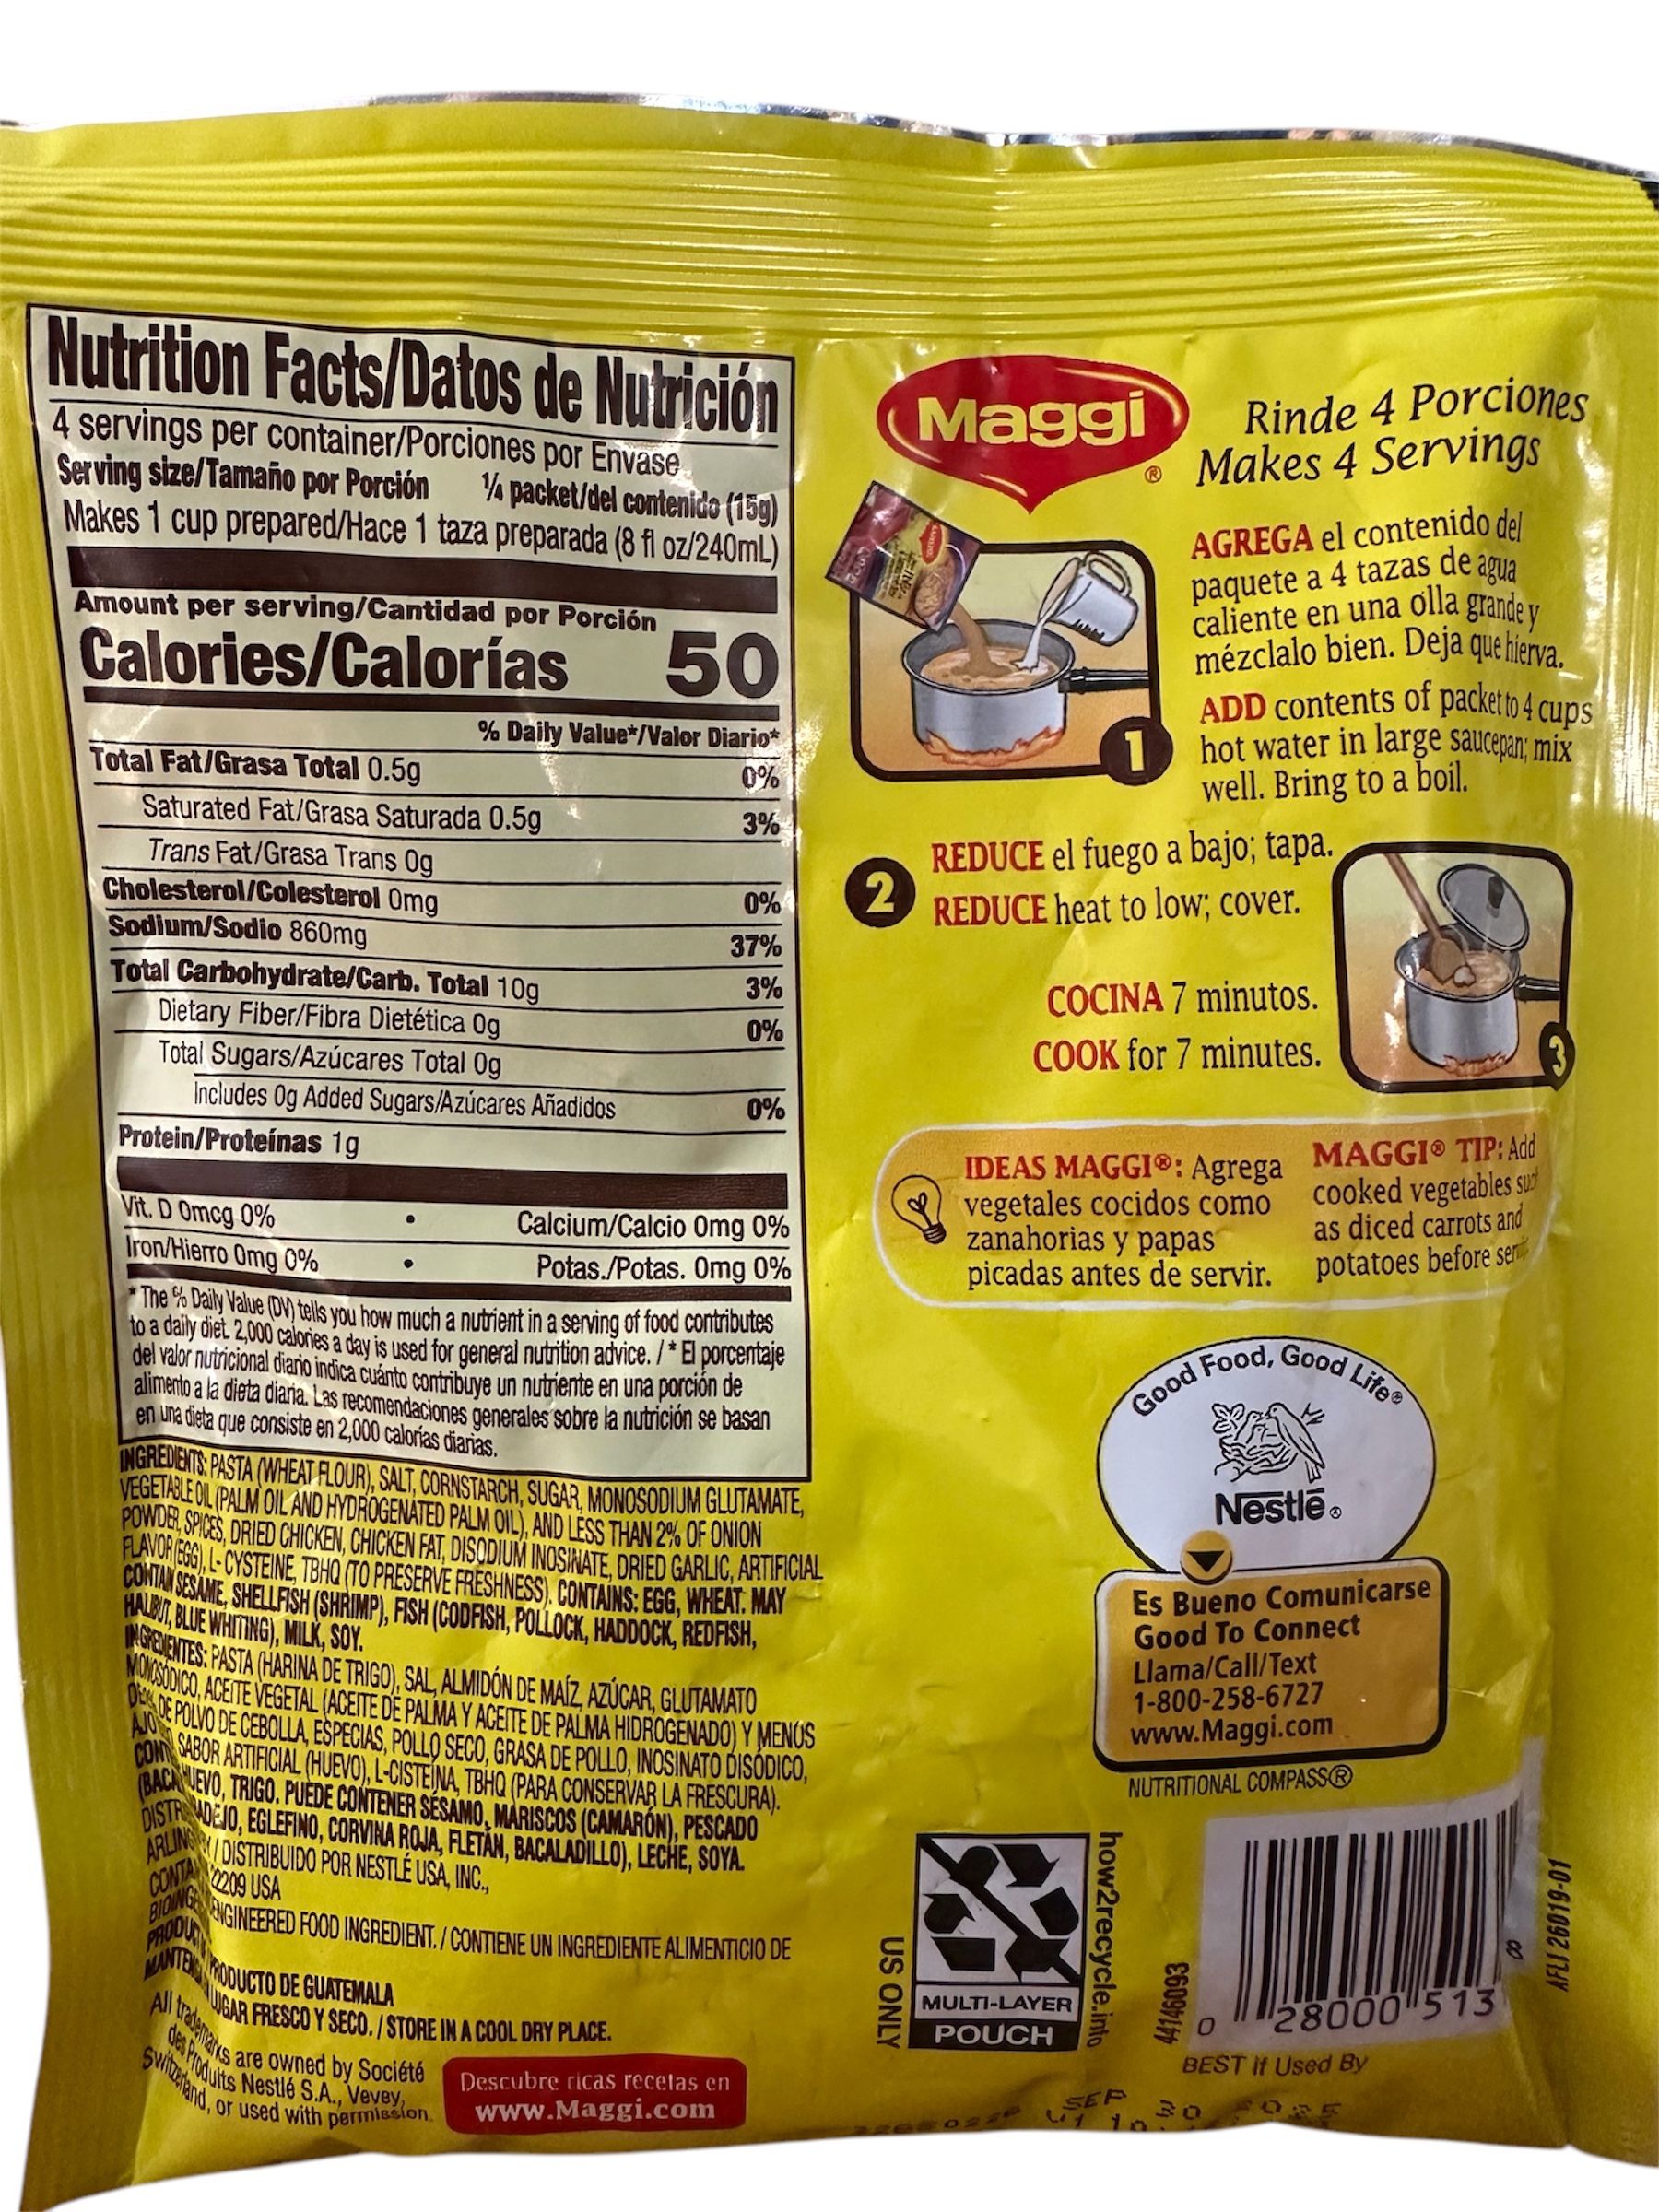 Nutrition Facts/Datos de Nutrición
4 servings per container/Porciones por Envase
Serving size/Tamaño por Porción ¼ packet/del contenido (15g)
Makes 1 cup prepared/Hace 1 taza preparada (8 fl oz/240mL)
Amount per serving/Cantidad por Porción
Calories/Calorías 50
% Daily Value*/Valor Diario*
Total Fat/Grasa Total 0.5g 0%
Saturated Fat/Grasa Saturada 0.5g 3%
Trans Fat/Grasa Trans 0g
Cholesterol/Colesterol 0mg 0%
Sodium/Sodio 860mg 37%
Total Carbohydrate/Carb. Total 10g 3%
Dietary Fiber/Fibra Dietética 0g 0%
Total Sugars/Azúcares Total 0g
Includes 0g Added Sugars/Azúcares Añadidos 0%
Protein/Proteínas 1g
Vit. D 0mcg 0% • Calcium/Calcio 0mg 0%
Iron/Hierro 0mg 0% • Potas./Potas. 0mg 0%
* The % Daily Value (DV) tells you how much a nutrient in a serving of food contributes
to a daily diet. 2,000 calories a day is used for general nutrition advice. / * El porcentaje
del valor nutricional diario indica cuánto contribuye un nutriente en una porción de
alimento a la dieta diaria. Las recomendaciones generales sobre la nutrición se basan
en una dieta que consiste en 2,000 calorías diarias.
INGREDIENTS: PASTA (WHEAT FLOUR), SALT, CORNSTARCH, SUGAR, MONOSODIUM GLUTAMATE,
VEGETABLE OIL (PALM OIL AND HYDROGENATED PALM OIL), AND LESS THAN 2% OF ONION
POWDER, SPICES, DRIED CHICKEN, CHICKEN FAT, DISODIUM INOSINATE, DRIED GARLIC, ARTIFICIAL
FLAVOR (EGG), L- CYSTEINE, TBHQ (TO PRESERVE FRESHNESS). CONTAINS: EGG, WHEAT. MAY
CONTAIN SESAME, SHELLFISH (SHRIMP), FISH (CODFISH, POLLOCK, HADDOCK, REDFISH,
HALIBUT, BLUE WHITING), MILK, SOY.
INGREDIENTES: PASTA (HARINA DE TRIGO), SAL, ALMIDÓN DE MAÍZ, AZÚCAR, GLUTAMATO
MONOSÓDICO, ACEITE VEGETAL (ACEITE DE PALMA Y ACEITE DE PALMA HIDROGENADO) Y MENOS
DE POLVO DE CEBOLLA, ESPECIAS, POLLO SECO, GRASA DE POLLO, INOSINATO DISÓDICO,
AJO SABOR ARTIFICIAL (HUEVO), L-CISTEÍNA, TBHQ (PARA CONSERVAR LA FRESCURA).
HUEVO, TRIGO. PUEDE CONTENER SÉSAMO, MARISCOS (CAMARÓN), PESCADO
EGLEFINO, CORVINA ROJA, FLETÁN, BACALADILLO), LECHE, SOYA.
/ DISTRIBUIDO POR NESTLÉ USA, INC.,
22209 USA
FOOD INGREDIENT. / CONTIENE UN INGREDIENTE ALIMENTICIO DE
PRODUCTO DE GUATEMALA
LUGAR FRESCO Y SECO. / STORE IN A COOL DRY PLACE.
All trademarks are owned by Société
des Produits Nestlé S.A., Vevey,
Switzerland, or used with permission.
Descubre ricas recetas en
www.Maggi.com
Maggi®
Rinde 4 Porciones
Makes 4 Servings
AGREGA el contenido del
paquete a 4 tazas de agua
caliente en una olla grande y
mézclalo bien. Deja que hierva.
ADD contents of packet to 4 cups
hot water in large saucepan; mix
well. Bring to a boil.
1
2
REDUCE el fuego a bajo; tapa.
REDUCE heat to low; cover.
COCINA 7 minutos.
COOK for 7 minutes.
3
IDEAS MAGGI®: Agrega
vegetales cocidos como
zanahorias y papas
picadas antes de servir.
MAGGI® TIP: Add
cooked vegetables such
as diced carrots and
potatoes before
Good Food, Good Life®
Nestlé®
Es Bueno Comunicarse
Good To Connect
Llama/Call/Text
1-800-258-6727
www.Maggi.com
NUTRITIONAL COMPASS®
US ONLY
MULTI-LAYER
POUCH
how2recycle.info
44146093
0 28000 513 8
AFLI 26019-01
BEST If Used By
SEP 30